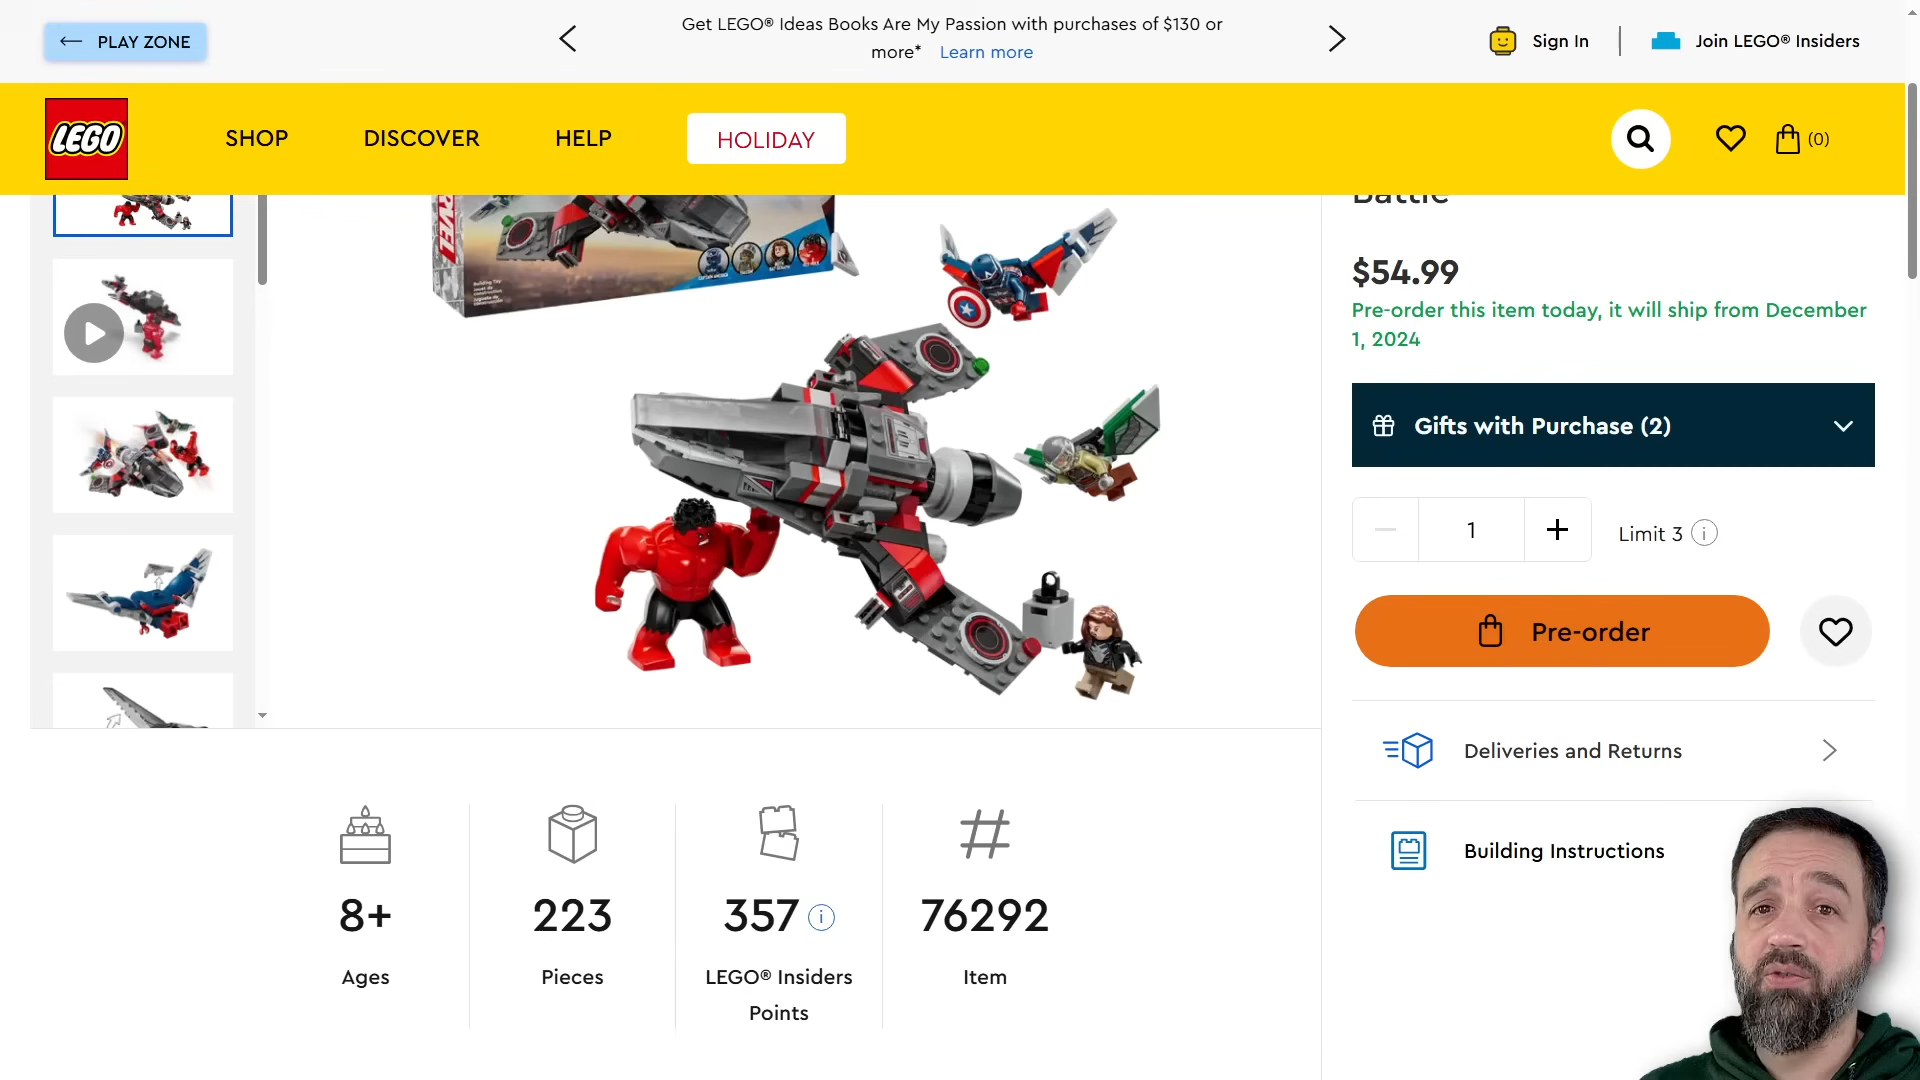 PLAY ZONE
Get LEGO® Ideas Books Are My Passion with purchases of $130 or
more* Learn more
Sign In
Join LEGO® Insiders
LEGO
SHOP
DISCOVER
HELP
HOLIDAY
(0)
Battle
$54.99
Pre-order this item today, it will ship from December
1, 2024
Gifts with Purchase (2)
1
Limit 3
Pre-order
Deliveries and Returns
Building Instructions
8+
Ages
223
Pieces
357
LEGO® Insiders
Points
76292
Item